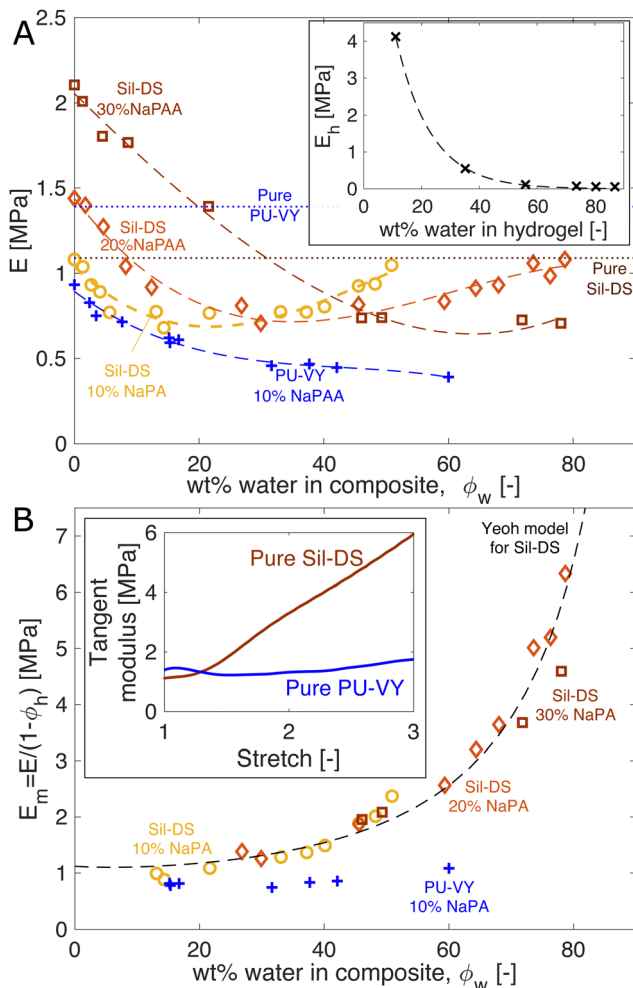 A
2.5
2
1.5
1
0.5
0
E [MPa]
Sil-DS
30%NaPAA
Pure
PU-VY
Sil-DS
20%NaPAA
Pure
Sil-DS
Sil-DS
10% NaPA
PU-VY
10% NaPAA
0 20 40 60 80
wt% water in composite, ϕw [-]
4
3
2
1
0
E_h [MPa]
0 20 40 60 80
wt% water in hydrogel [-]
B
7
6
5
4
3
2
1
0
E_m=E/(1-ϕ_h) [MPa]
Yeoh model
for Sil-DS
6
4
2
0
Tangent
modulus [MPa]
Pure Sil-DS
Pure PU-VY
1 2 3
Stretch [-]
Sil-DS
30% NaPA
Sil-DS
20% NaPA
Sil-DS
10% NaPA
PU-VY
10% NaPA
0 20 40 60 80
wt% water in composite, ϕw [-]